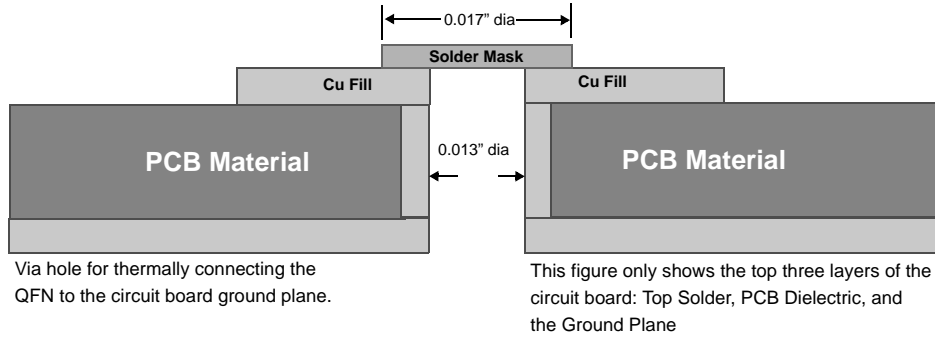 0.017” dia
Solder Mask
Cu Fill
Cu Fill
PCB Material
0.013” dia
PCB Material
Via hole for thermally connecting the
QFN to the circuit board ground plane.
This figure only shows the top three layers of the
circuit board: Top Solder, PCB Dielectric, and
the Ground Plane